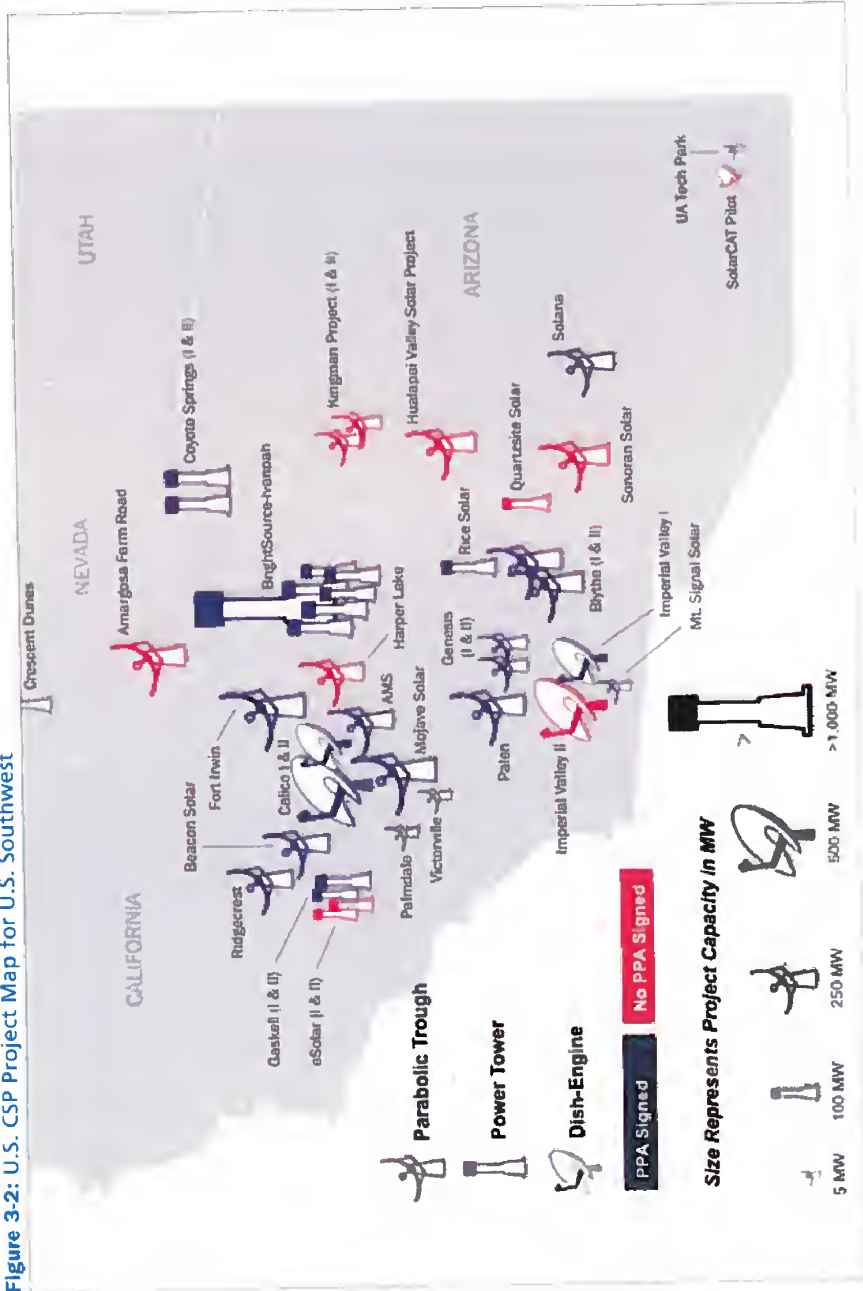 Figure 3-2: U.S. CSP Project Map for U.S. Southwest
Crescent Dunes
NEVADA
UTAH
CALIFORNIA
ARIZONA
Amargosa Farm Road
Coyote Springs (I & II)
BrightSource-Ivanpah
Beacon Solar
Fort Irwin
Ridgecrest
Calico I & II
Harper Lake
AMS
Mojave Solar
Gaskell (I & II)
eSolar (I & II)
Palmdale
Victorville
Kingman Project (I & II)
Hualapai Valley Solar Project
Genesis
(I & II)
Rice Solar
Quartzsite Solar
Solana
Palen
Blythe (I & II)
Sonoran Solar
Imperial Valley II
Imperial Valley I
Mt. Signal Solar
UA Tech Park
SolarCAT Pilot
Parabolic Trough
Power Tower
Dish-Engine
PPA Signed
No PPA Signed
Size Represents Project Capacity in MW
5 MW
100 MW
250 MW
500 MW
>1,000 MW